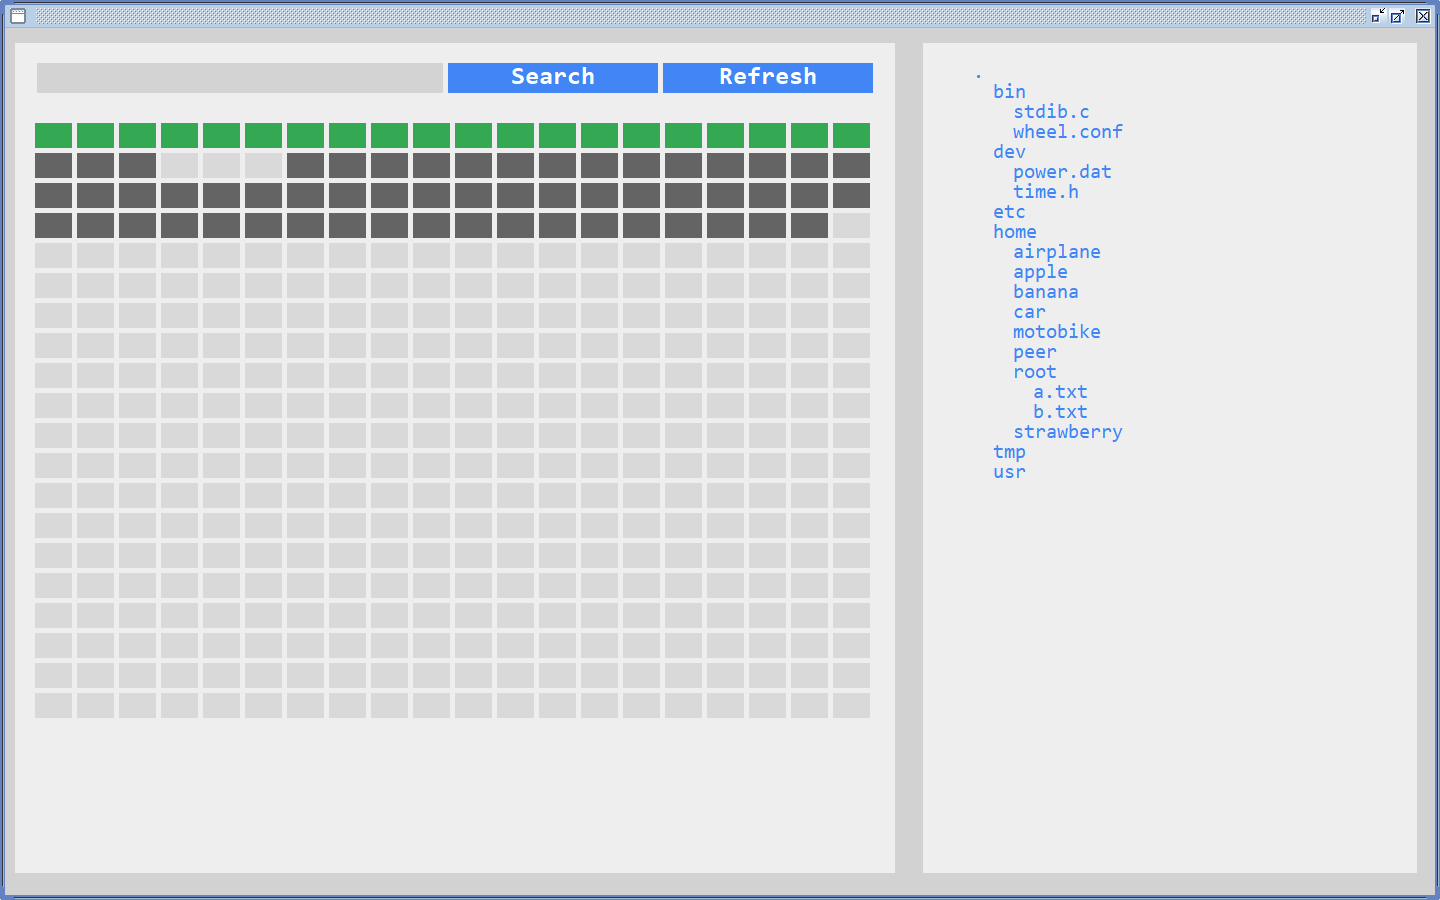 Search Refresh
.
bin
stdib.c
wheel.conf
dev
power.dat
time.h
etc
home
airplane
apple
banana
car
motobike
peer
root
a.txt
b.txt
strawberry
tmp
usr